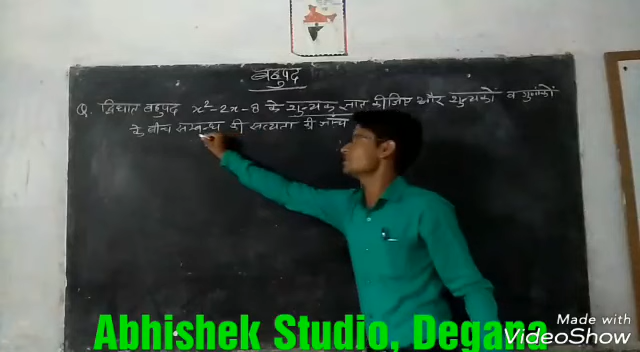 बहुपद
Q. द्विघात बहुपद x²-2x-8 के शून्यक ज्ञात कीजिए और शून्यकों व गुणांकों
के बीच सम्बन्ध की सत्यता की जाँच
Abhishek Studio, Degana
Made with
VideoShow